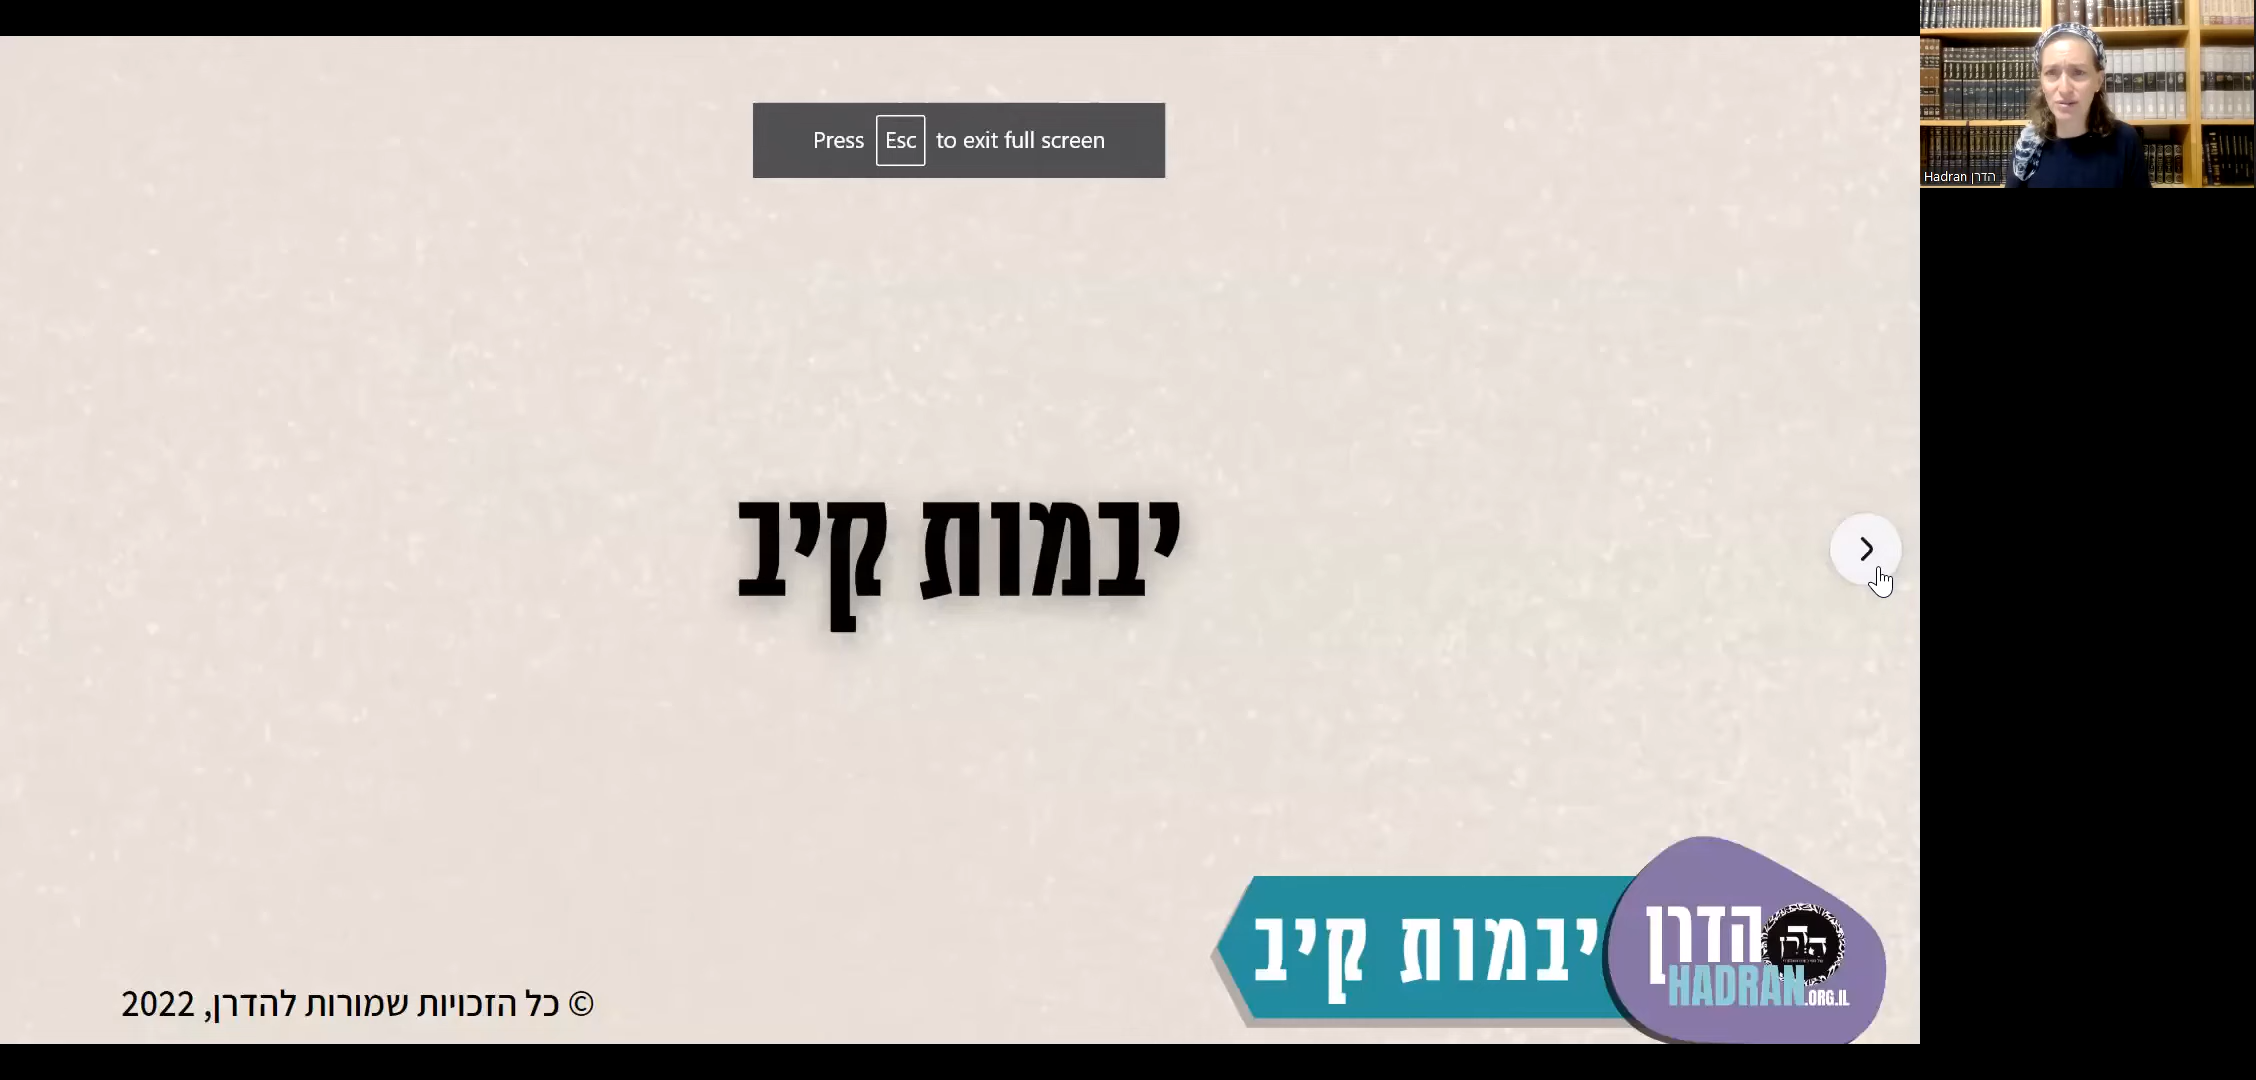 Press Esc to exit full screen
Hadran הדרן
יבמות קיב
יבמות קיב
הדרן
HADRAN.ORG.IL
© כל הזכויות שמורות להדרן, 2022